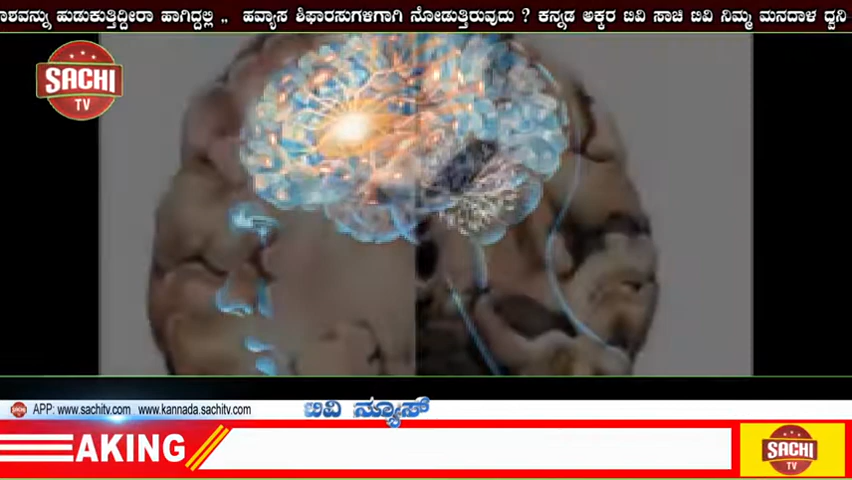 ಾಶವನ್ನು ಹುಡುಕುತ್ತಿದ್ದೀರಾ ಹಾಗಿದ್ದಲ್ಲಿ .. ಹವ್ಯಾಸ ಶಿಫಾರಸುಗಳಿಗಾಗಿ ನೋಡುತ್ತಿರುವುದು ? ಕನ್ನಡ ಅಕ್ಕರ ಟಿವಿ ಸಾಚಿ ಟಿವಿ ನಿಮ್ಮ ಮನದಾಳ ಧ್ವನಿ
SACHI
TV
APP: www.sachitv.com www.kannada.sachitv.com
ಟಿವಿ ನ್ಯೂಸ್
AKING
SACHI
TV